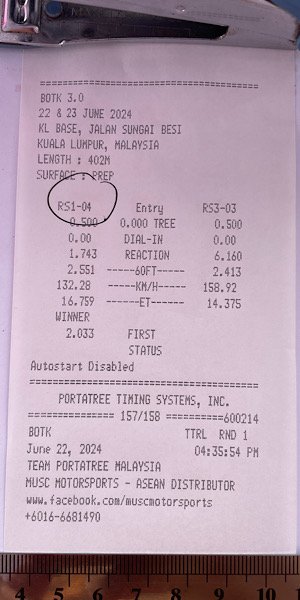 ================================
BOTK 3.0
22 & 23 JUNE 2024
KL BASE, JALAN SUNGAI BESI
KUALA LUMPUR, MALAYSIA
LENGTH : 402M
SURFACE : PREP
RS1-04 Entry RS3-03
0.500 0.000 TREE 0.500
0.00 DIAL-IN 0.00
1.743 REACTION 6.160
2.551 -----60FT----- 2.413
132.28 -----KM/H----- 158.92
16.759 ------ET------ 14.375
WINNER
2.033 FIRST
STATUS
Autostart Disabled
================================
PORTATREE TIMING SYSTEMS, INC.
============== 157/158 ==========600214
BOTK TTRL RND 1
June 22, 2024 04:35:54 PM
TEAM PORTATREE MALAYSIA
MUSC MOTORSPORTS - ASEAN DISTRIBUTOR
www.facebook.com/muscmotorsports
+6016-6681490
4 5 6 7 8 9 10